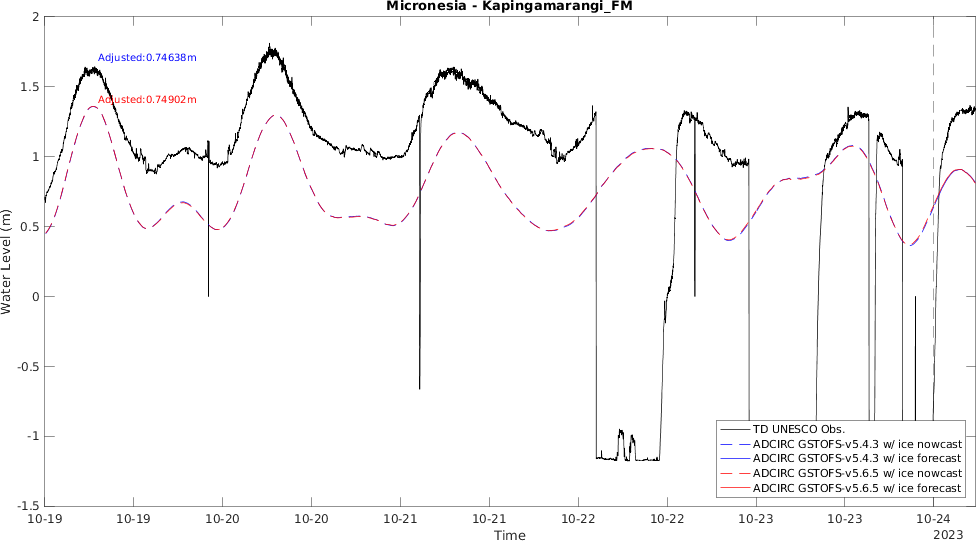 Micronesia - Kapingamarangi_FM
2
1.5
1
0.5
0
-0.5
-1
-1.5
Water Level (m)
Adjusted:0.74638m
Adjusted:0.74902m
TD UNESCO Obs.
ADCIRC GSTOFS-v5.4.3 w/ ice nowcast
ADCIRC GSTOFS-v5.4.3 w/ ice forecast
ADCIRC GSTOFS-v5.6.5 w/ ice nowcast
ADCIRC GSTOFS-v5.6.5 w/ ice forecast
10-19 10-19 10-20 10-20 10-21 10-21 10-22 10-22 10-23 10-23 10-24
Time
2023